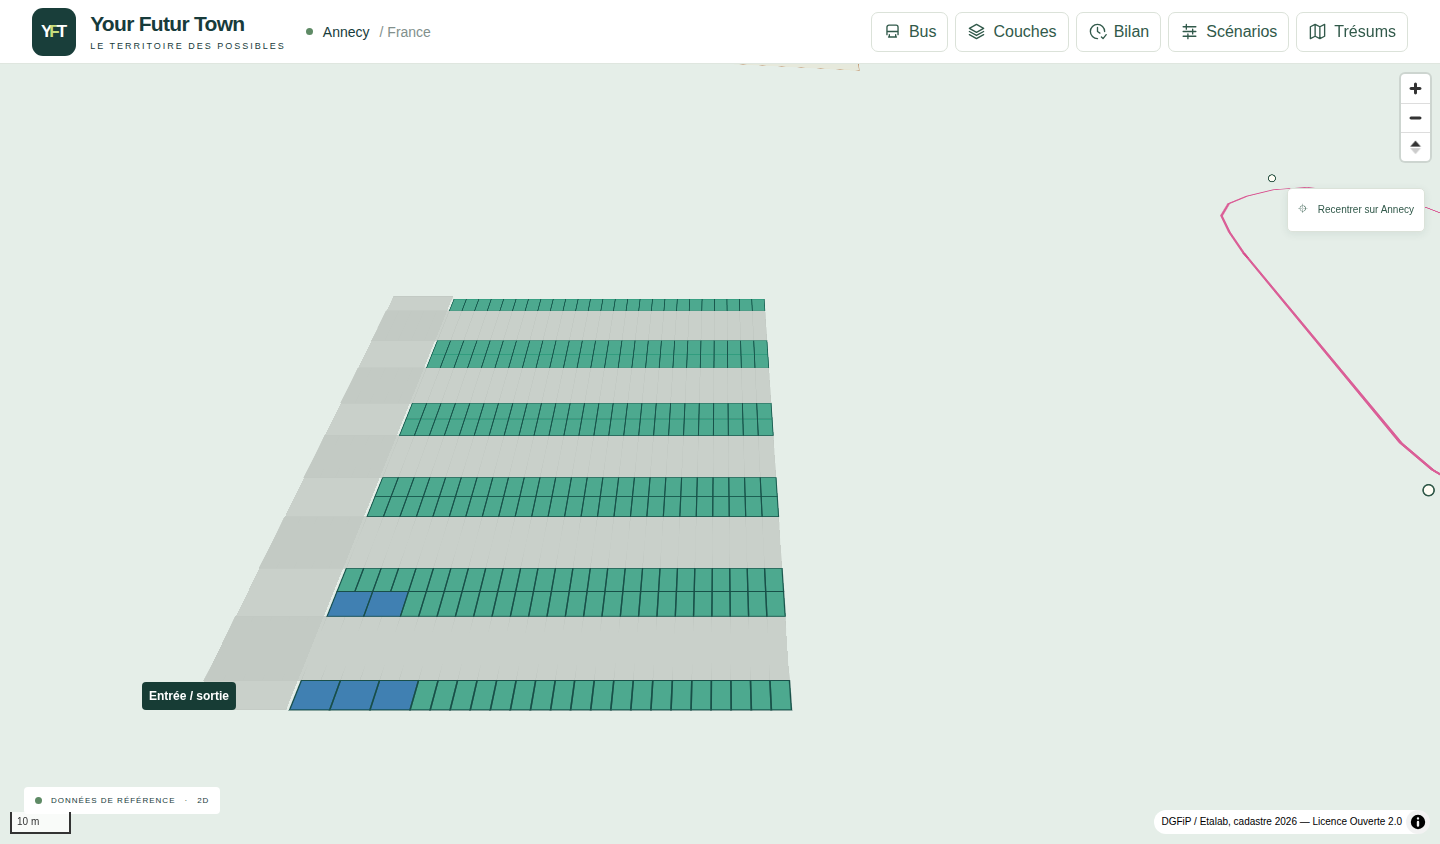 YFT
Your Futur Town
LE TERRITOIRE DES POSSIBLES
Annecy / France
Bus
Couches
Bilan
Scénarios
Trésums
Recentrer sur Annecy
Entrée / sortie
DONNÉES DE RÉFÉRENCE · 2D
10 m
DGFiP / Etalab, cadastre 2026 — Licence Ouverte 2.0